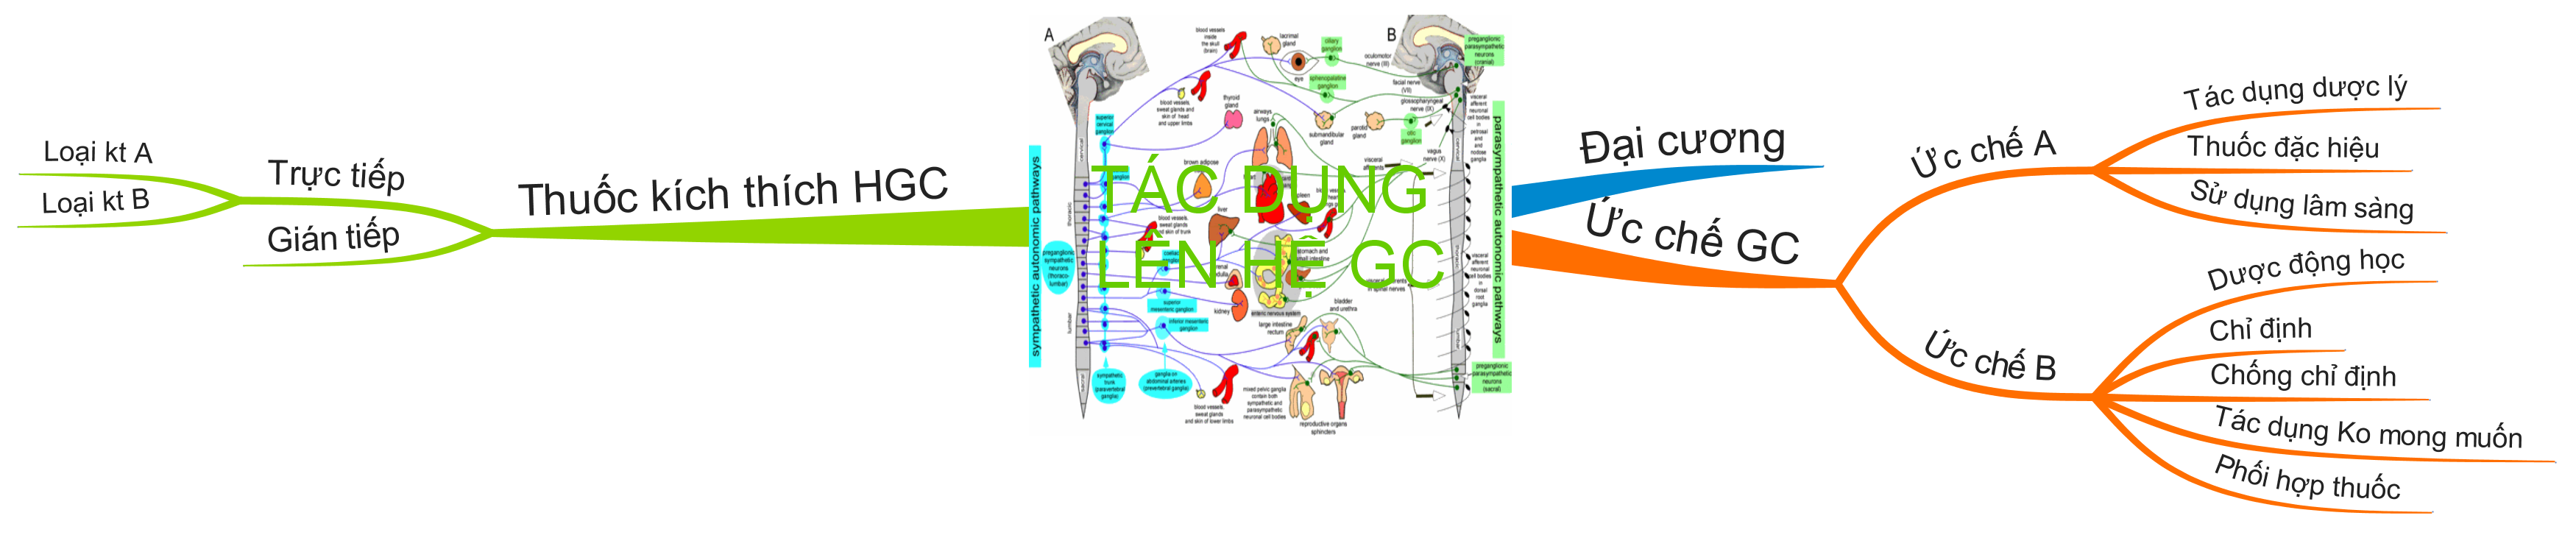 Loại kt A
Loại kt B
Trực tiếp
Gián tiếp
Thuốc kích thích HGC
TÁC DỤNG
LÊN HỆ GC
A
B
sympathetic autonomic pathways
parasympathetic autonomic pathways
blood vessels
inside
the skull
(brain)
lacrimal
gland
ciliary
ganglion
eye
oculomotor
nerve (III)
preganglionic
parasympathetic
neurons
(cranial)
sphenopalatine
ganglion
facial nerve
(VII)
glossopharyngeal
nerve (IX)
blood vessels,
sweat glands and
skin of head
and upper limbs
thyroid
gland
airways
lungs
submandibular
gland
parotid
gland
otic
ganglion
vagus
nerve (X)
visceral
afferent
neuronal
cell bodies
in
petrosal
and
nodose
ganglia
superior
cervical
ganglion
cervical
brown adipose
visceral
afferents
thoracic
liver
blood vessels,
sweat glands
and skin of trunk
preganglionic
sympathetic
neurons
(thoraco-
lumbar)
stomach and
small intestine
visceral
afferent
neuronal
cell bodies
in
dorsal
root
ganglia
in spinal nerves
superior
mesenteric ganglion
kidney
enteric nervous system
bladder
and urethra
lumbar
inferior mesenteric
ganglion
large intestine
rectum
sacral
sympathetic
trunk
(paravertebral
ganglia)
ganglia on
abdominal arteries
(prevertebral ganglia)
blood vessels,
sweat glands
and skin of lower limbs
mixed pelvic ganglia
contain both
sympathetic and
parasympathetic
neuronal cell bodies
reproductive organs
sphincters
preganglionic
parasympathetic
neurons
(sacral)
Đại cương
Ức chế GC
Ức chế A
Tác dụng dược lý
Thuốc đặc hiệu
Sử dụng lâm sàng
Ức chế B
Dược động học
Chỉ định
Chống chỉ định
Tác dụng Ko mong muốn
Phối hợp thuốc